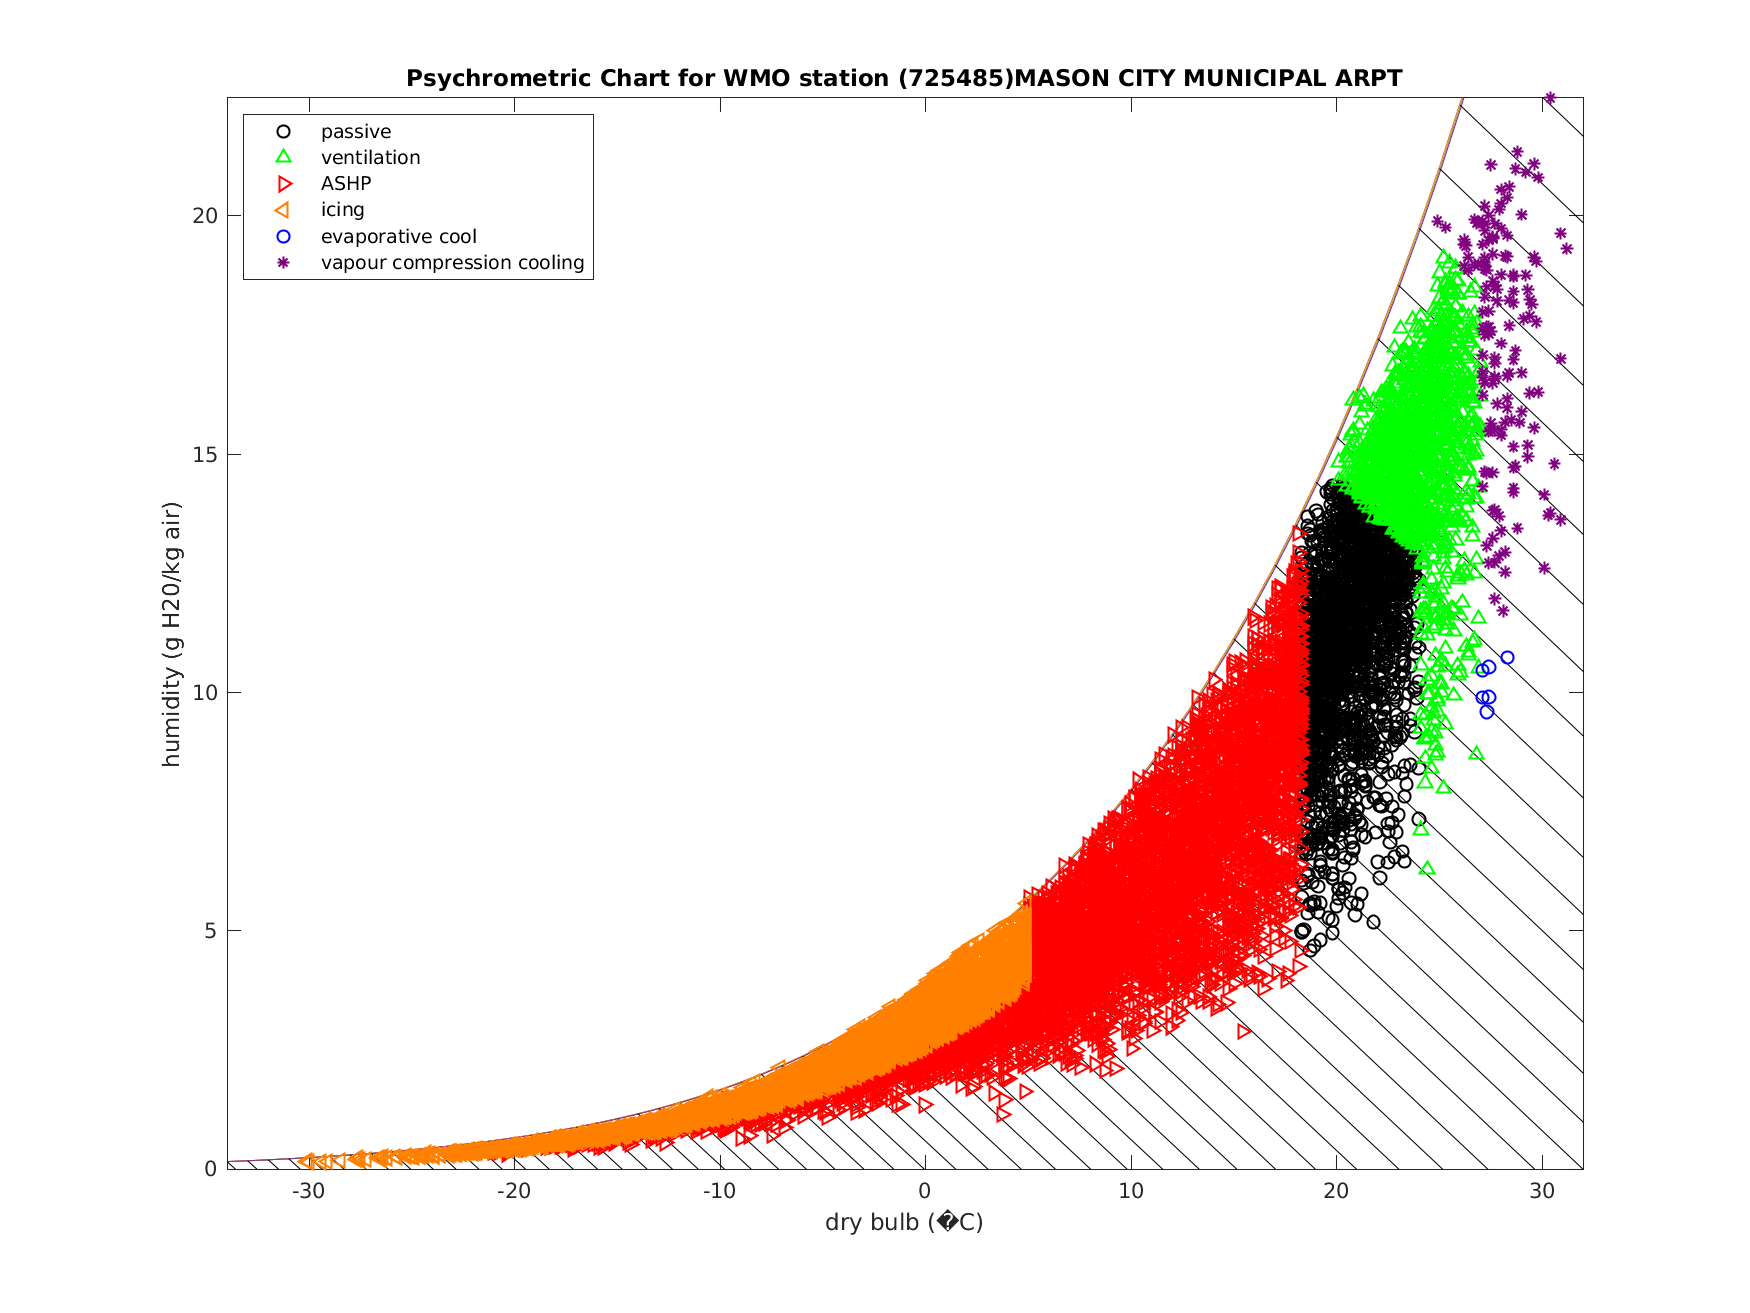 Psychrometric Chart for WMO station (725485)MASON CITY MUNICIPAL ARPT
passive
ventilation
ASHP
icing
evaporative cool
vapour compression cooling
humidity (g H20/kg air)
20
15
10
5
0
-30 -20 -10 0 10 20 30
dry bulb (�C)